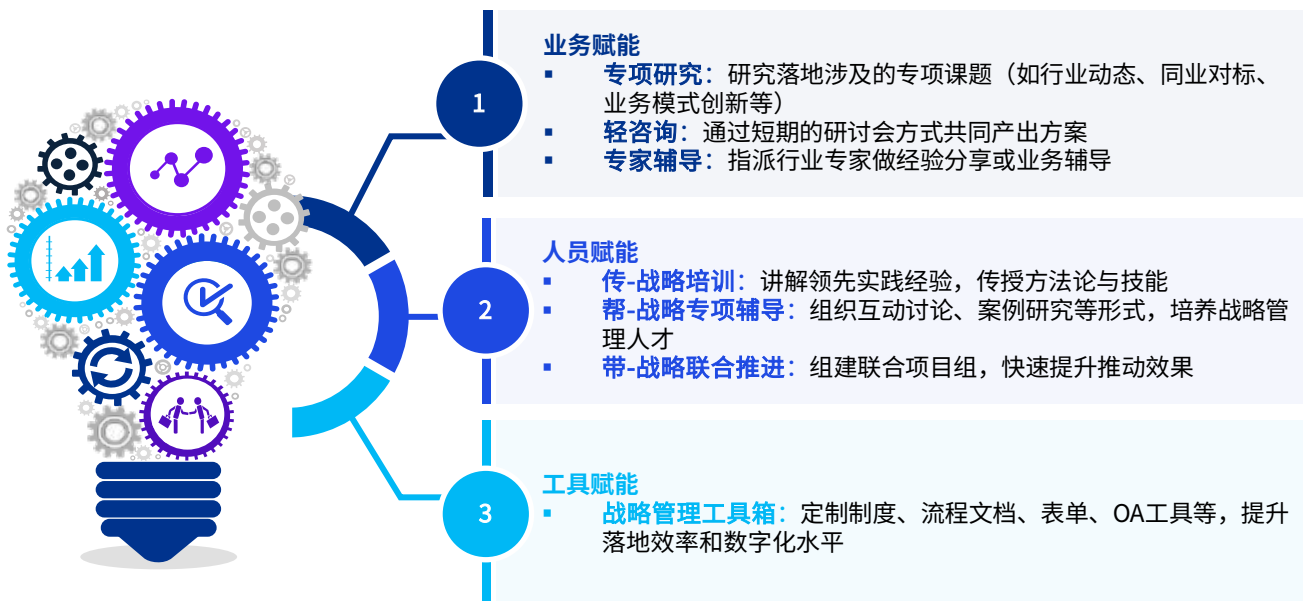 1
业务赋能
▪ 专项研究：研究落地涉及的专项课题（如行业动态、同业对标、
业务模式创新等）
▪ 轻咨询：通过短期的研讨会方式共同产出方案
▪ 专家辅导：指派行业专家做经验分享或业务辅导
2
人员赋能
▪ 传-战略培训：讲解领先实践经验，传授方法论与技能
▪ 帮-战略专项辅导：组织互动讨论、案例研究等形式，培养战略管
理人才
▪ 带-战略联合推进：组建联合项目组，快速提升推动效果
3
工具赋能
▪ 战略管理工具箱：定制制度、流程文档、表单、OA工具等，提升
落地效率和数字化水平